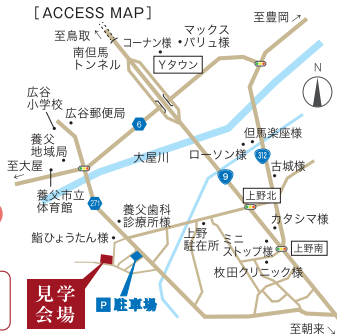 [ACCESS MAP]
至豊岡
至鳥取
コーナン様
マックス
バリュ様
南但馬
トンネル
Yタウン
N
広谷
小学校
広谷郵便局
6
養父
地域局
大屋川
ローソン様
但馬楽座様
312
至大屋
古城様
養父市立
体育館
9
上野北
271
養父歯科
診療所様
カタシマ様
鮨ひょうたん様
上野
駐在所
ミニ
ストップ様
上野南
枚田クリニック様
見学
会場
P 駐車場
至朝来